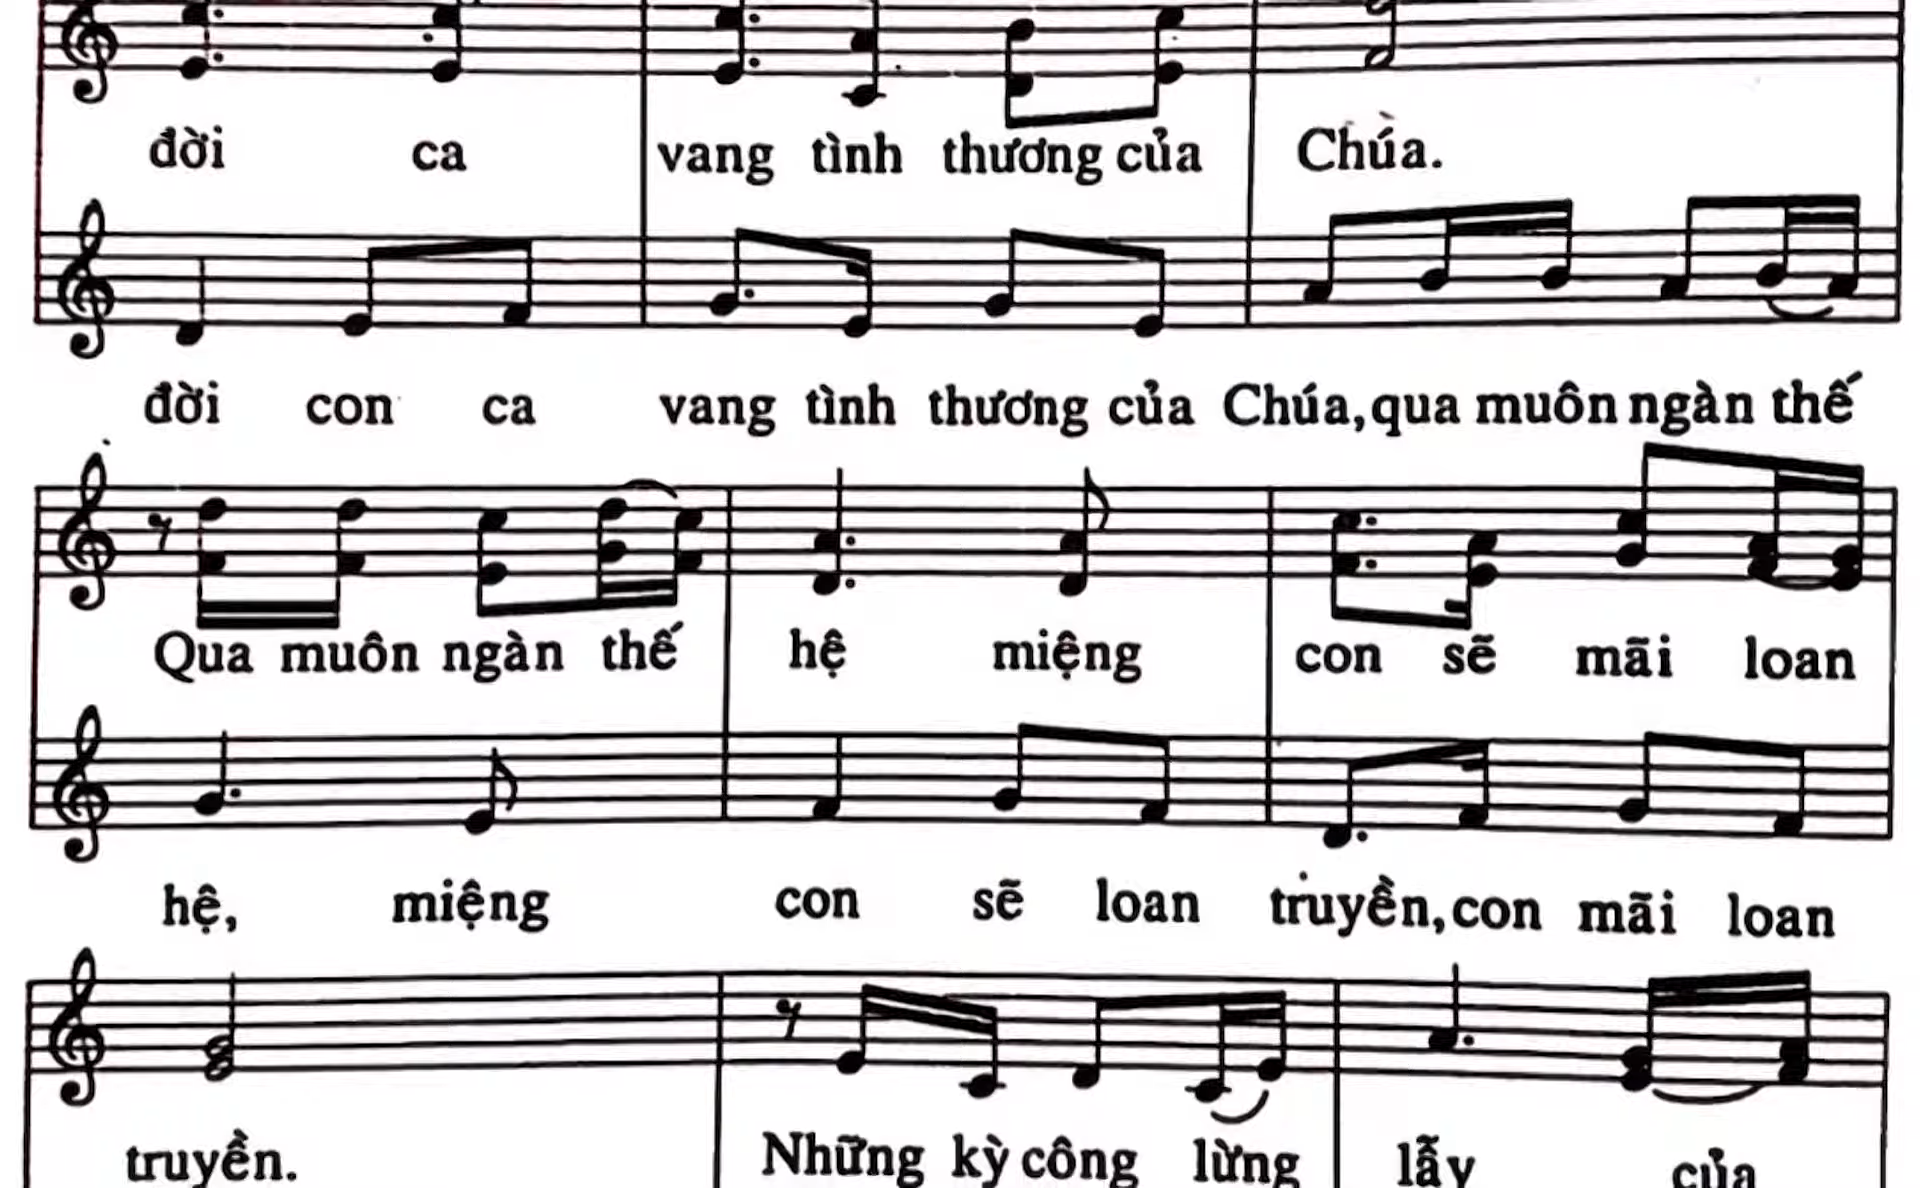 đời ca vang tình thương của Chúa.
đời con ca vang tình thương của Chúa, qua muôn ngàn thế
Qua muôn ngàn thế hệ miệng con sẽ mãi loan
hệ, miệng con sẽ loan truyền, con mãi loan
truyền. Những kỳ công lừng lẫy của